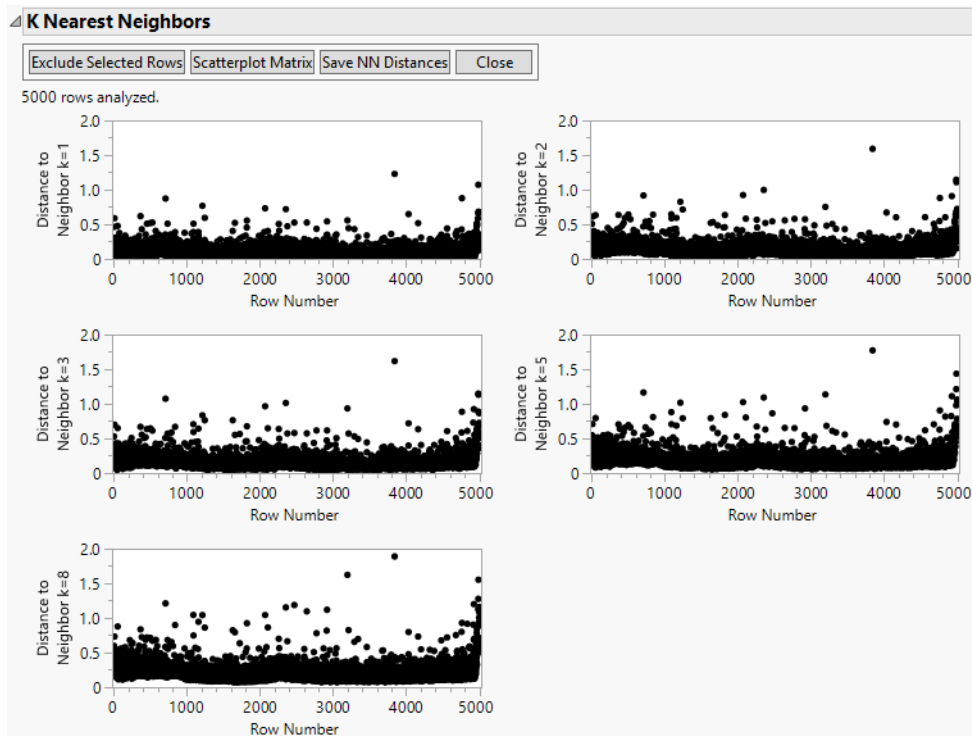 K Nearest Neighbors
Exclude Selected Rows Scatterplot Matrix Save NN Distances Close
5000 rows analyzed.
Distance to
Neighbor k=1
2.0
1.5
1.0
0.5
0
0 1000 2000 3000 4000 5000
Row Number
Distance to
Neighbor k=2
2.0
1.5
1.0
0.5
0
0 1000 2000 3000 4000 5000
Row Number
Distance to
Neighbor k=3
2.0
1.5
1.0
0.5
0
0 1000 2000 3000 4000 5000
Row Number
Distance to
Neighbor k=5
2.0
1.5
1.0
0.5
0
0 1000 2000 3000 4000 5000
Row Number
Distance to
Neighbor k=8
2.0
1.5
1.0
0.5
0
0 1000 2000 3000 4000 5000
Row Number